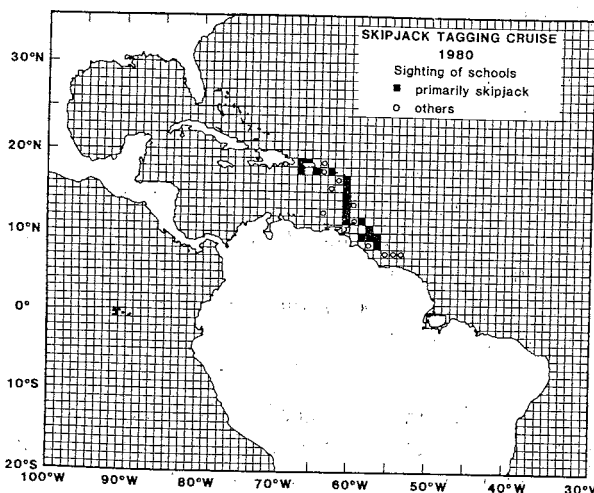 SKIPJACK TAGGING CRUISE
1980
Sighting of schools
■ primarily skipjack
○ others
30°N
20°N
10°N
0°
10°S
20°S
100°W 90°W 80°W 70°W 60°W 50°W 40°W 30°W